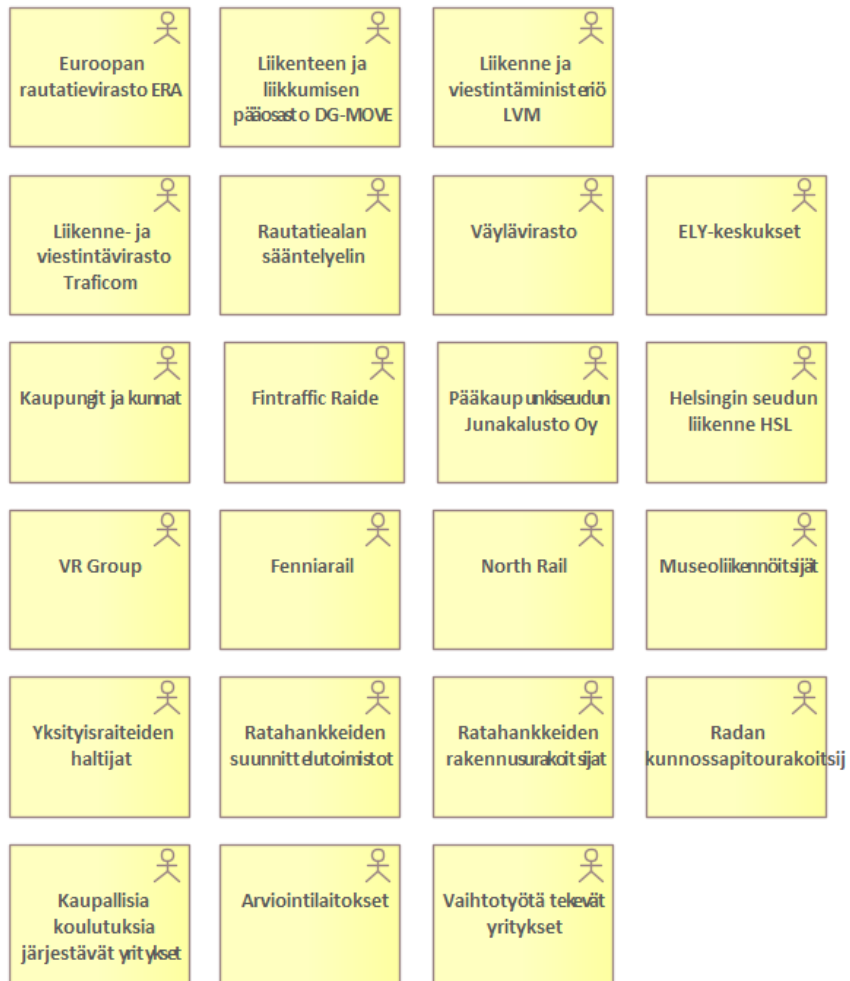 Euroopan
rautatievirasto ERA
Liikenteen ja
liikkumisen
pääosasto DG-MOVE
Liikenne ja
viestintäministeriö
LVM
Liikenne- ja
viestintävirasto
Traficom
Rautatiealan
sääntelyelin
Väylävirasto
ELY-keskukset
Kaupungit ja kunnat
Fintraffic Raide
Pääkaupunkiseudun
Junakalusto Oy
Helsingin seudun
liikenne HSL
VR Group
Fenniarail
North Rail
Museoliikennöitsijät
Yksityisraiteiden
haltijat
Ratahankkeiden
suunnittelutoimistot
Ratahankkeiden
rakennusurakoitsijat
Radan
kunnossapitourakoitsij
Kaupallisia
koulutuksia
järjestävät yritykset
Arviointilaitokset
Vaihtotyötä tekevät
yritykset